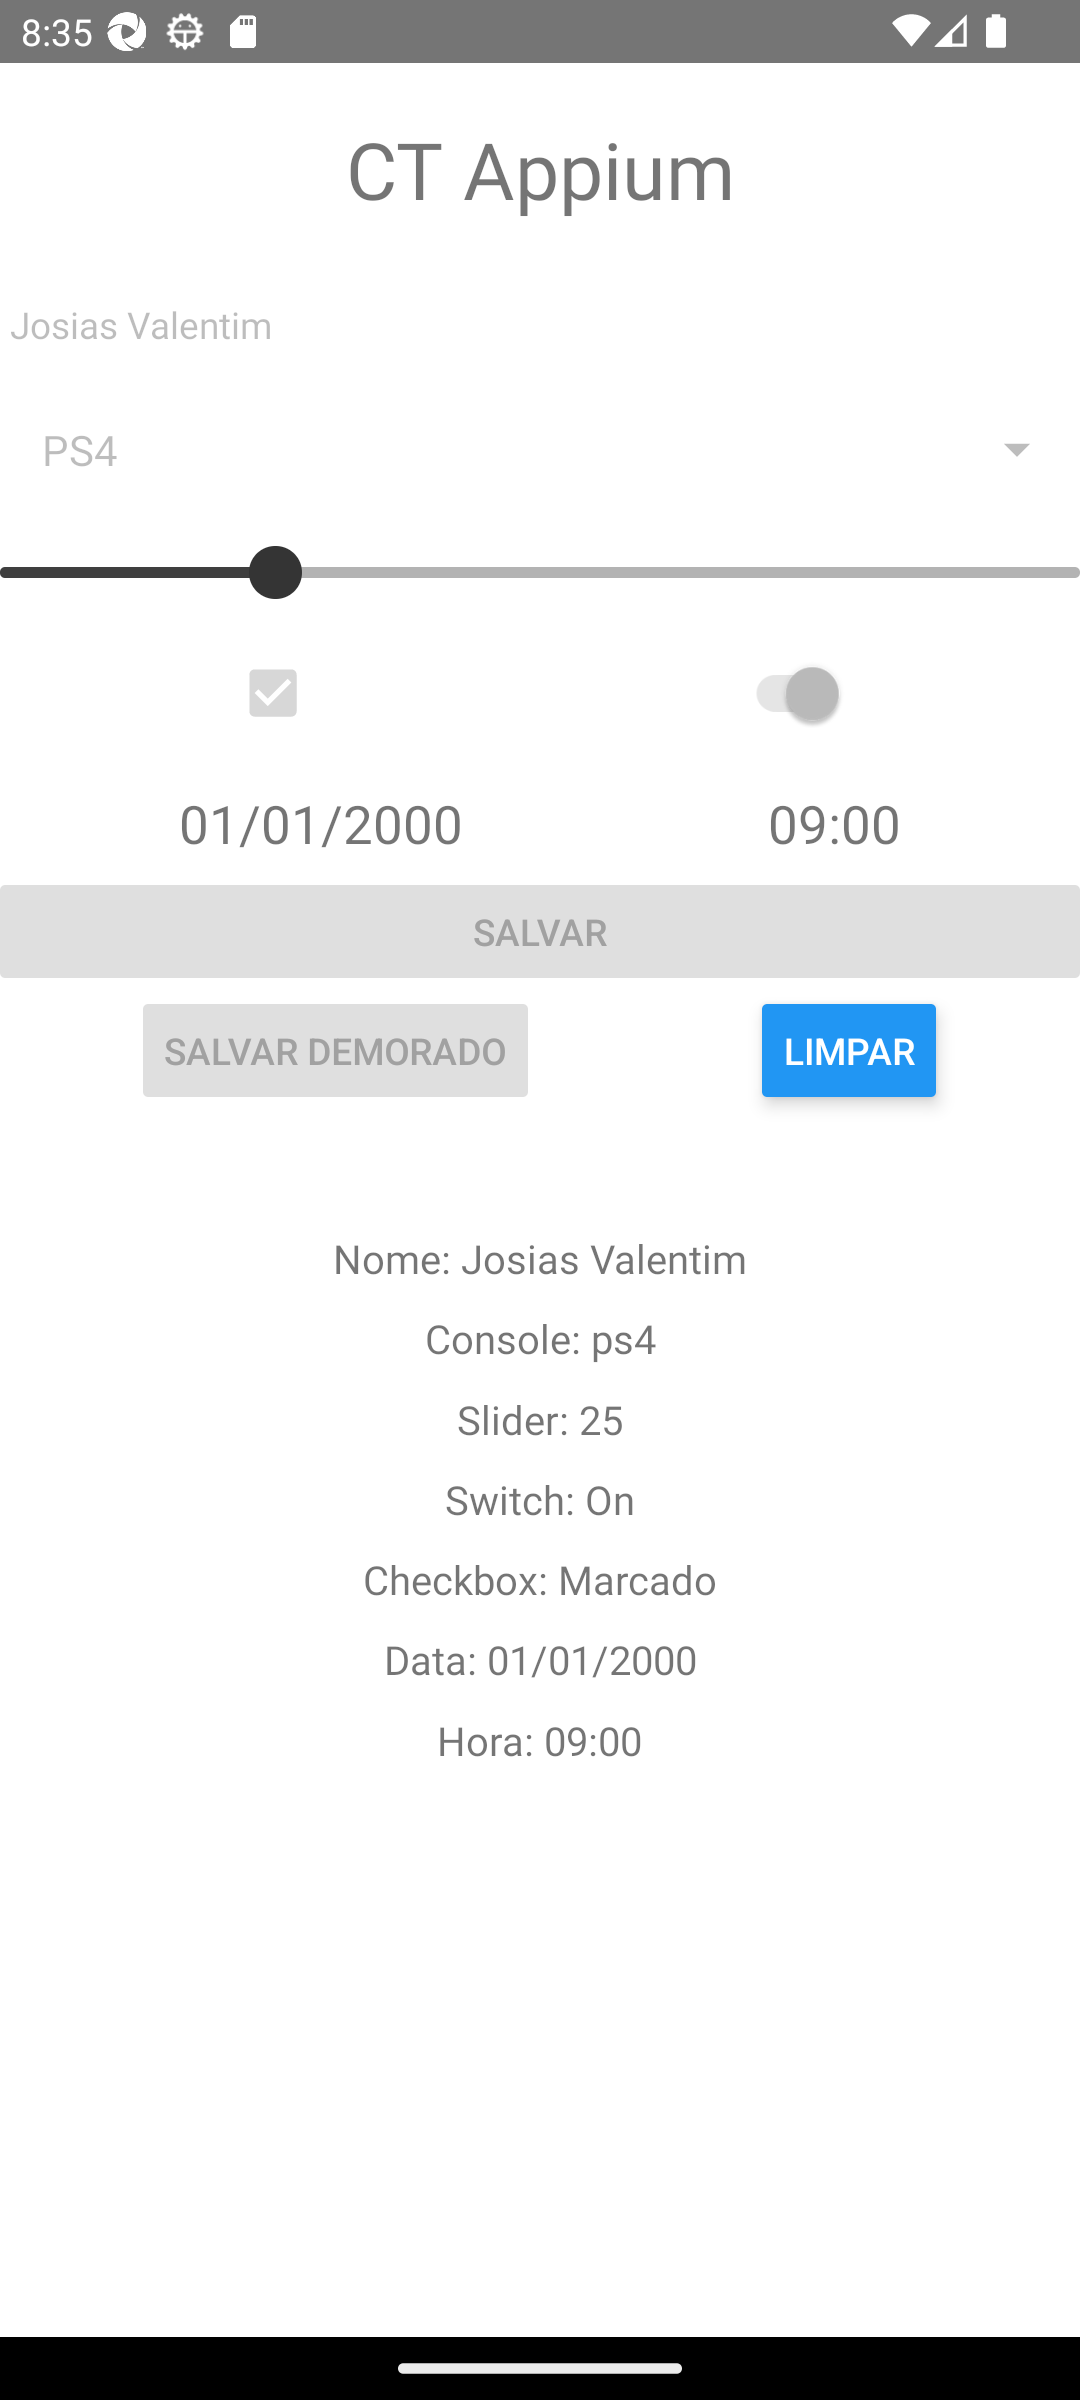 8:35
CT Appium
Josias Valentim
PS4
01/01/2000 09:00
SALVAR
SALVAR DEMORADO LIMPAR
Nome: Josias Valentim
Console: ps4
Slider: 25
Switch: On
Checkbox: Marcado
Data: 01/01/2000
Hora: 09:00